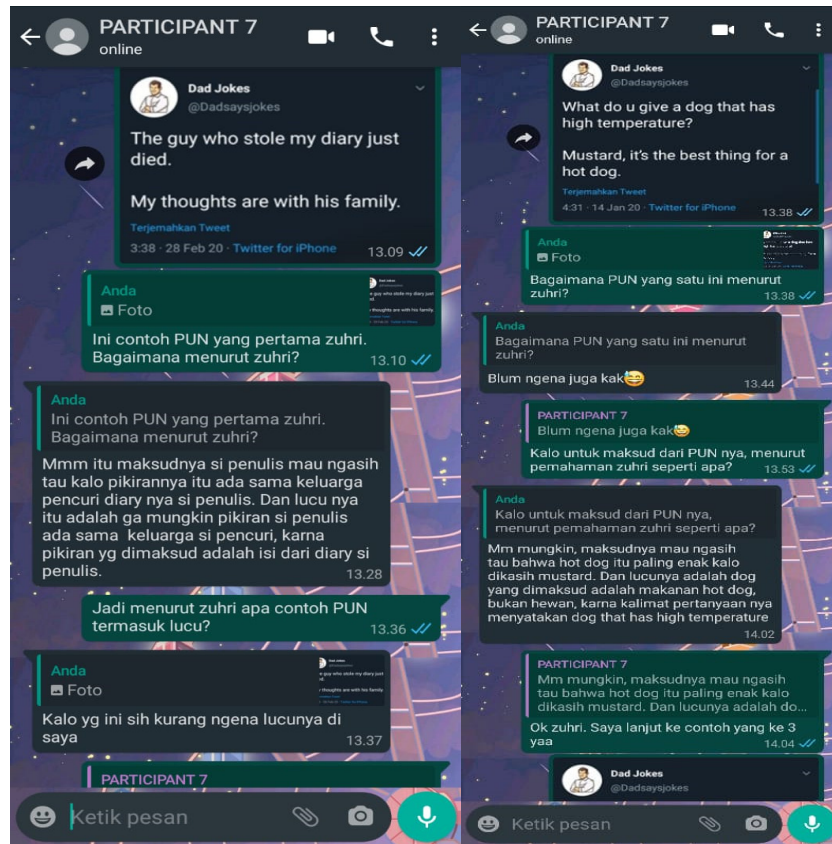 PARTICIPANT 7
online
Dad Jokes
@Dadsaysjokes
The guy who stole my diary just
died.
My thoughts are with his family.
Terjemahkan Tweet
3:38 · 28 Feb 20 · Twitter for iPhone
13.09
Anda
Foto
Ini contoh PUN yang pertama zuhri.
Bagaimana menurut zuhri?
13.10
Anda
Ini contoh PUN yang pertama zuhri.
Bagaimana menurut zuhri?
Mmm itu maksudnya si penulis mau ngasih
tau kalo pikirannya itu ada sama keluarga
pencuri diary nya si penulis. Dan lucu nya
itu adalah ga mungkin pikiran si penulis
ada sama keluarga si pencuri, karna
pikiran yg dimaksud adalah isi dari diary si
penulis.
13.28
Jadi menurut zuhri apa contoh PUN
termasuk lucu?
13.36
Anda
Foto
Kalo yg ini sih kurang ngena lucunya di
saya
13.37
PARTICIPANT 7
Ketik pesan
PARTICIPANT 7
online
Dad Jokes
@Dadsaysjokes
What do u give a dog that has
high temperature?
Mustard, it's the best thing for a
hot dog.
Terjemahkan Tweet
4:31 · 14 Jan 20 · Twitter for iPhone
13.38
Anda
Foto
Bagaimana PUN yang satu ini menurut
zuhri?
13.38
Anda
Bagaimana PUN yang satu ini menurut
zuhri?
Blum ngena juga kak😅
13.44
PARTICIPANT 7
Blum ngena juga kak😅
Kalo untuk maksud dari PUN nya, menurut
pemahaman zuhri seperti apa?
13.53
Anda
Kalo untuk maksud dari PUN nya,
menurut pemahaman zuhri seperti apa?
Mm mungkin, maksudnya mau ngasih
tau bahwa hot dog itu paling enak kalo
dikasih mustard. Dan lucunya adalah dog
yang dimaksud adalah makanan hot dog,
bukan hewan, karna kalimat pertanyaan nya
menyatakan dog that has high temperature
14.02
PARTICIPANT 7
Mm mungkin, maksudnya mau ngasih
tau bahwa hot dog itu paling enak kalo
dikasih mustard. Dan lucunya adalah do...
Ok zuhri. Saya lanjut ke contoh yang ke 3
yaa
14.04
Dad Jokes
@Dadsaysjokes
Ketik pesan